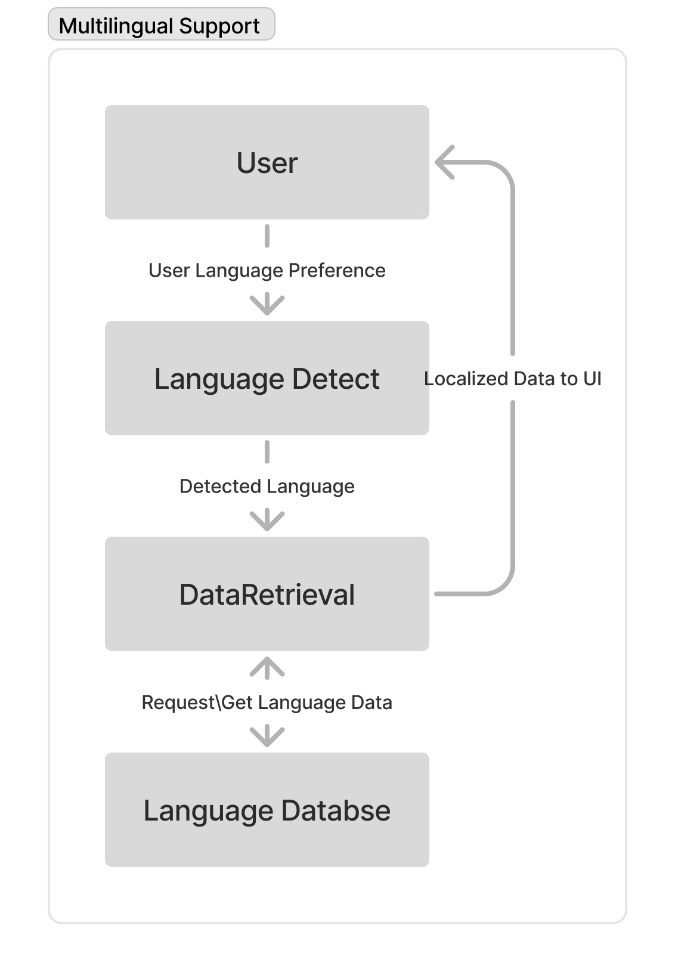 Multilingual Support
User
User Language Preference
Language Detect
Localized Data to UI
Detected Language
DataRetrieval
Request\Get Language Data
Language Databse